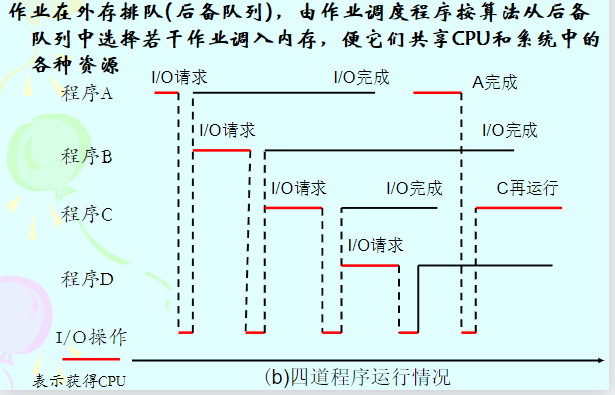 作业在外存排队(后备队列)，由作业调度程序按算法从后备
队列中选择若干作业调入内存，便它们共享CPU和系统中的
各种资源
I/O请求 I/O完成
程序A A完成
I/O请求 I/O完成
程序B
I/O请求 I/O完成 C再运行
程序C
I/O请求
程序D
I/O操作
表示获得CPU (b)四道程序运行情况